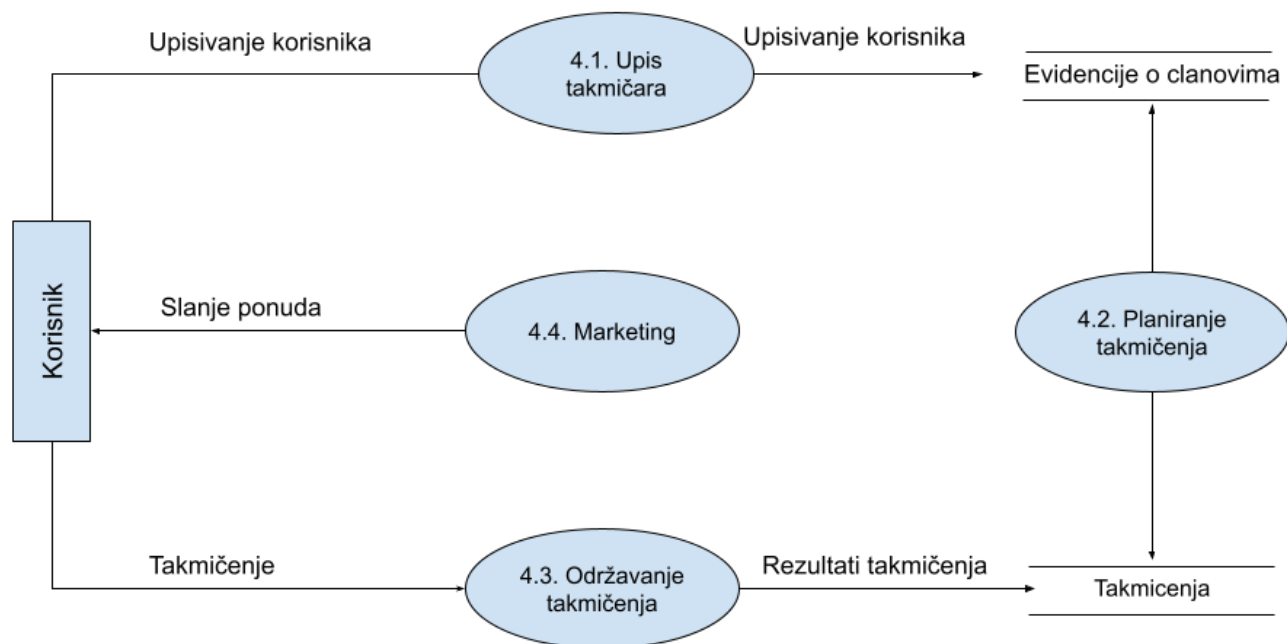 Upisivanje korisnika
4.1. Upis
takmičara
Upisivanje korisnika
Evidencije o clanovima
Korisnik
Slanje ponuda
4.4. Marketing
4.2. Planiranje
takmičenja
Takmičenje
4.3. Održavanje
takmičenja
Rezultati takmičenja
Takmicenja